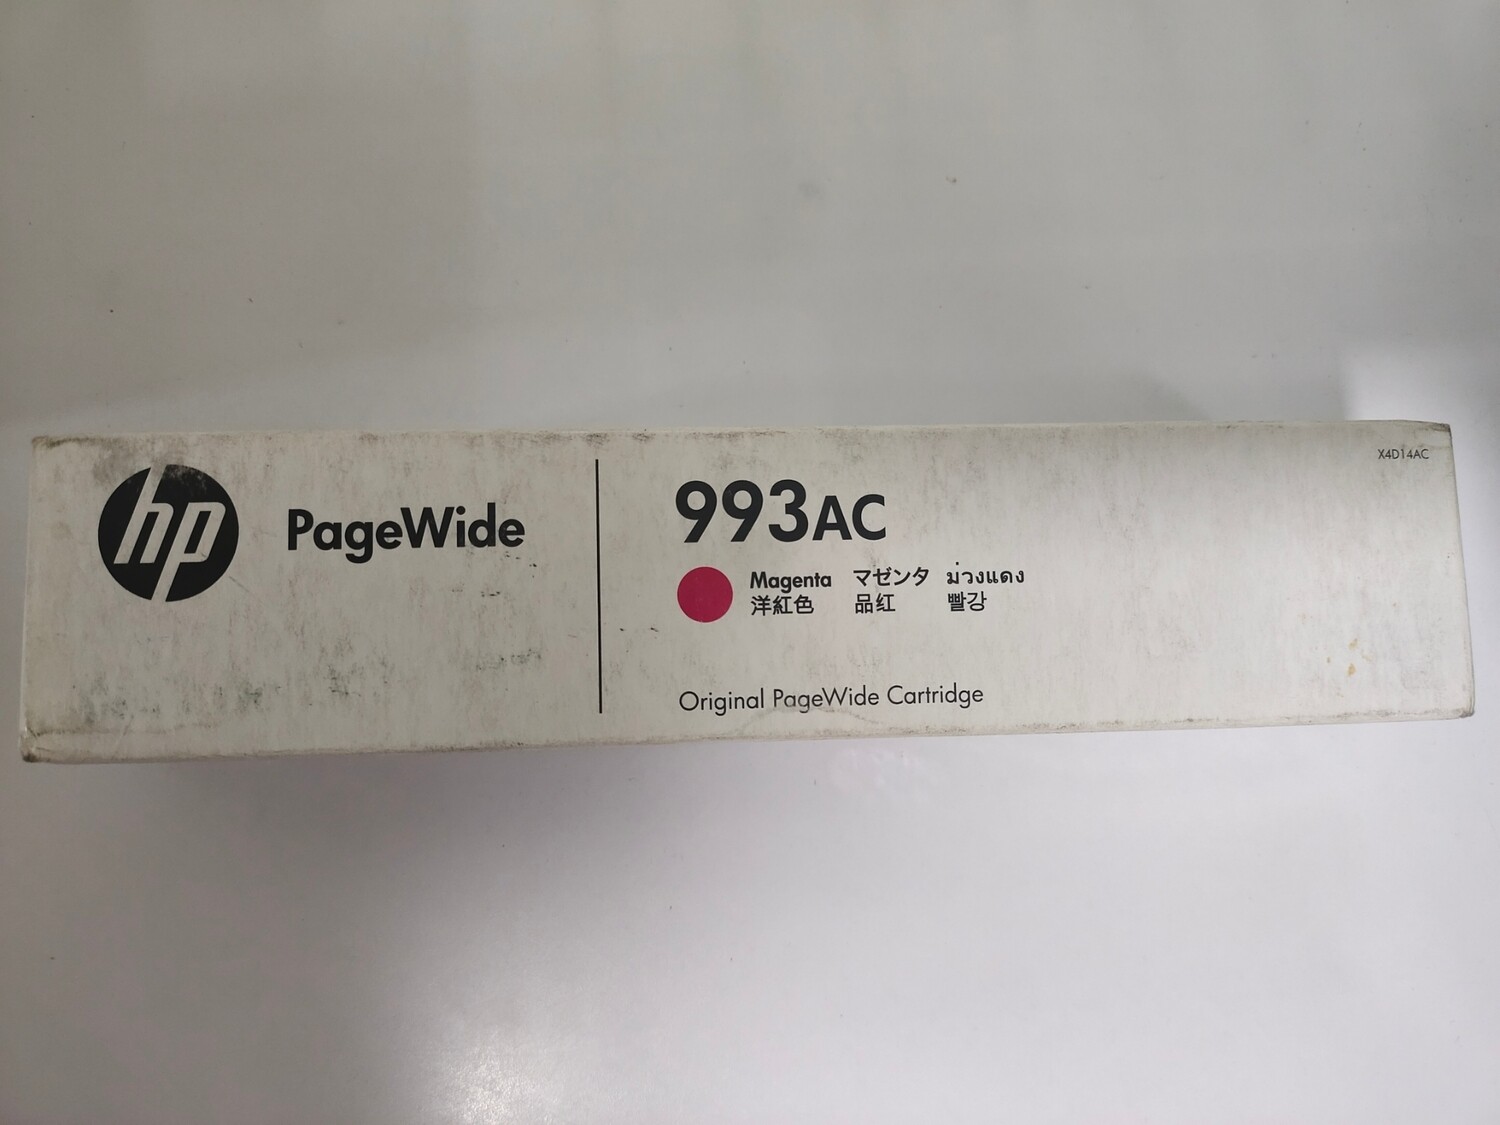 hp
PageWide
993AC
X4D14AC
Magenta マゼンタ ม่วงแดง
洋紅色 品红 빨강
Original PageWide Cartridge